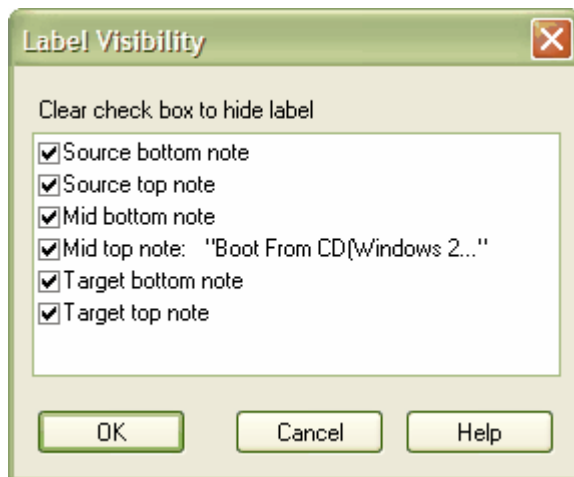 Label Visibility
Clear check box to hide label
Source bottom note
Source top note
Mid bottom note
Mid top note: "Boot From CD(Windows 2..."
Target bottom note
Target top note
OK Cancel Help